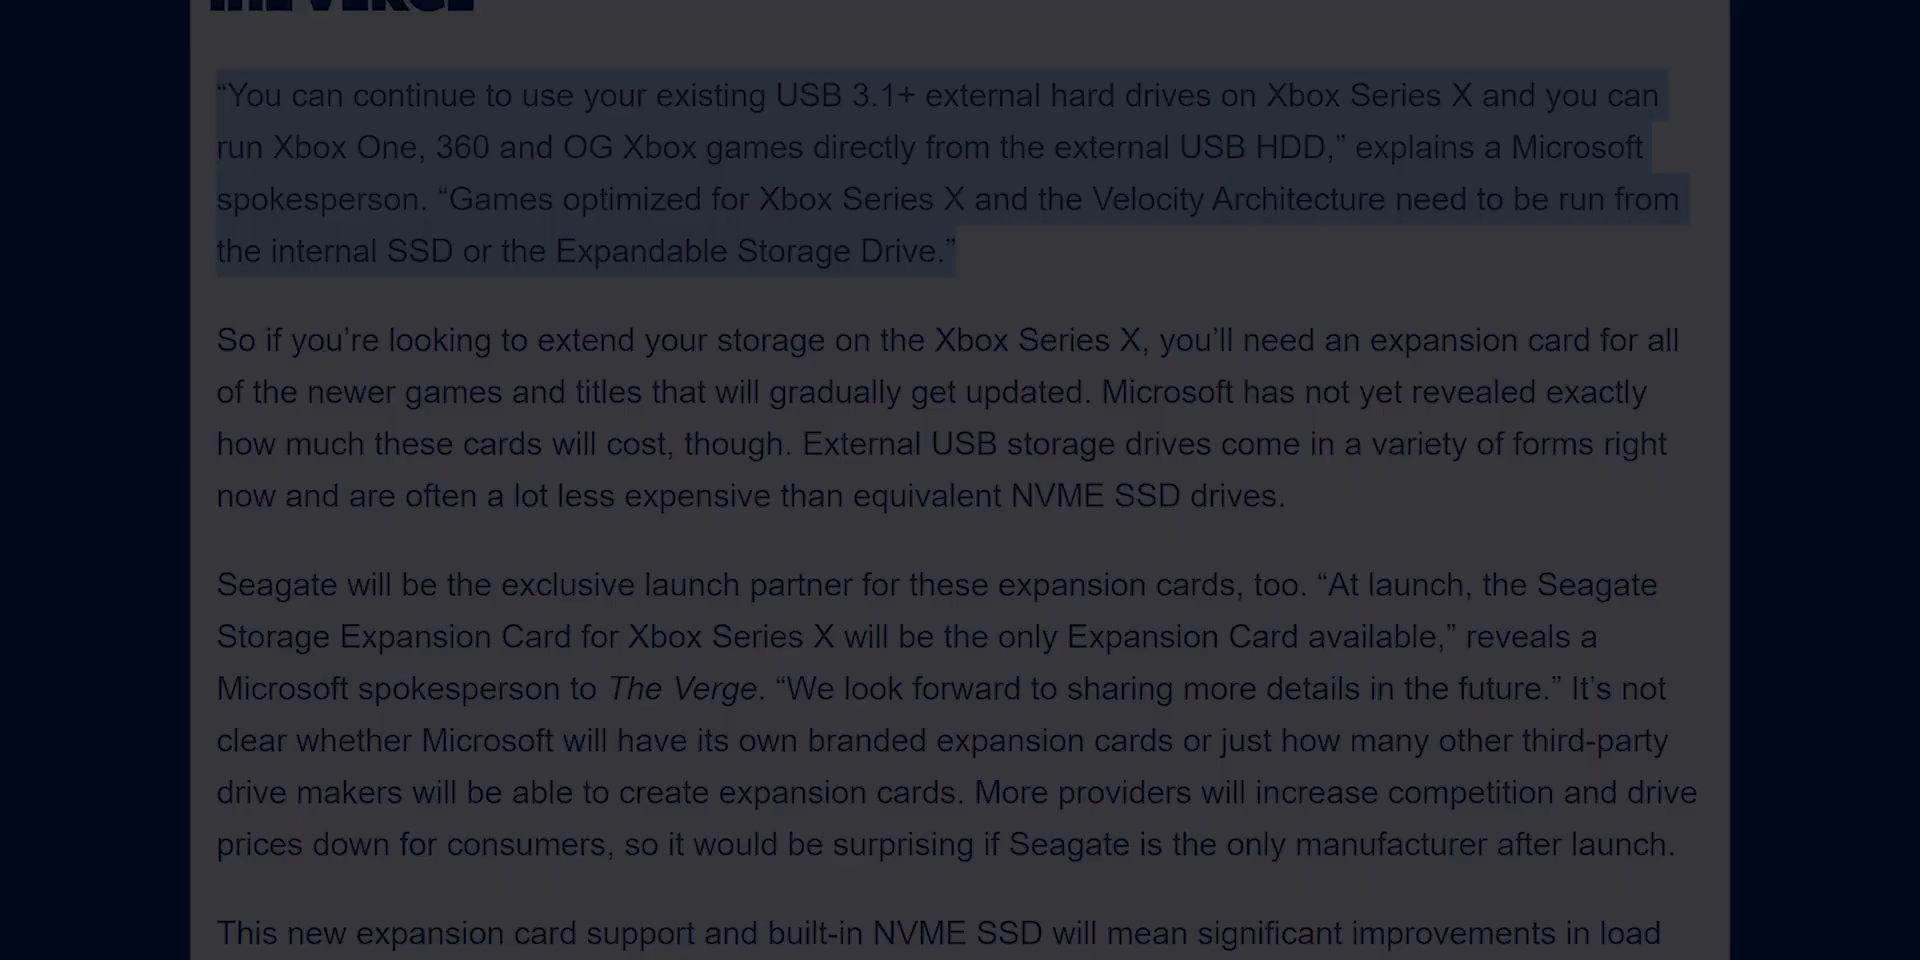 THE VERGE
“You can continue to use your existing USB 3.1+ external hard drives on Xbox Series X and you can
run Xbox One, 360 and OG Xbox games directly from the external USB HDD,” explains a Microsoft
spokesperson. “Games optimized for Xbox Series X and the Velocity Architecture need to be run from
the internal SSD or the Expandable Storage Drive.”
So if you’re looking to extend your storage on the Xbox Series X, you’ll need an expansion card for all
of the newer games and titles that will gradually get updated. Microsoft has not yet revealed exactly
how much these cards will cost, though. External USB storage drives come in a variety of forms right
now and are often a lot less expensive than equivalent NVME SSD drives.
Seagate will be the exclusive launch partner for these expansion cards, too. “At launch, the Seagate
Storage Expansion Card for Xbox Series X will be the only Expansion Card available,” reveals a
Microsoft spokesperson to The Verge. “We look forward to sharing more details in the future.” It’s not
clear whether Microsoft will have its own branded expansion cards or just how many other third-party
drive makers will be able to create expansion cards. More providers will increase competition and drive
prices down for consumers, so it would be surprising if Seagate is the only manufacturer after launch.
This new expansion card support and built-in NVME SSD will mean significant improvements in load